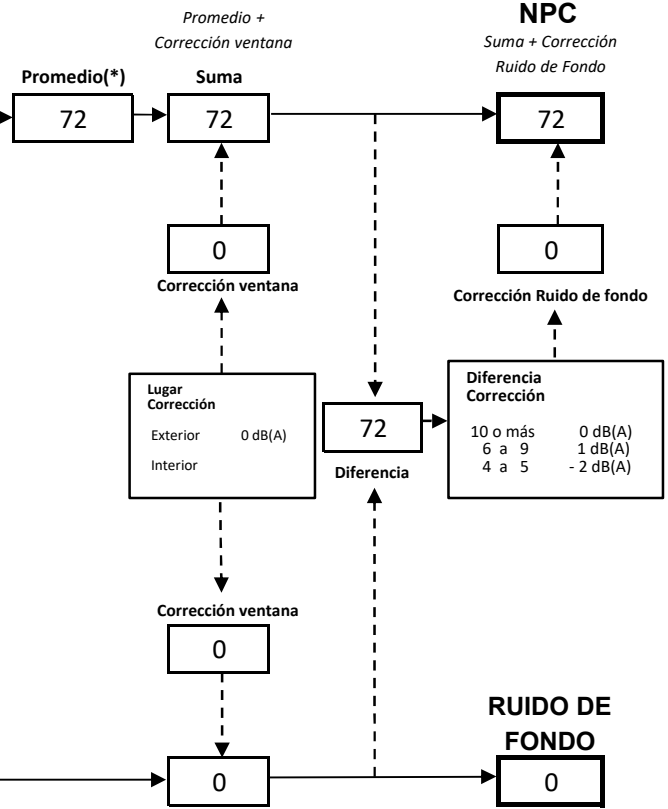 Promedio +
Corrección ventana
NPC
Suma + Corrección
Ruido de Fondo
Promedio(*)
Suma
72
72
72
0
0
Corrección ventana
Corrección Ruido de fondo
Lugar
Corrección
Exterior 0 dB(A)
Interior
72
Diferencia
Diferencia
Corrección
10 o más 0 dB(A)
6 a 9 1 dB(A)
4 a 5 - 2 dB(A)
Corrección ventana
0
RUIDO DE
FONDO
0
0